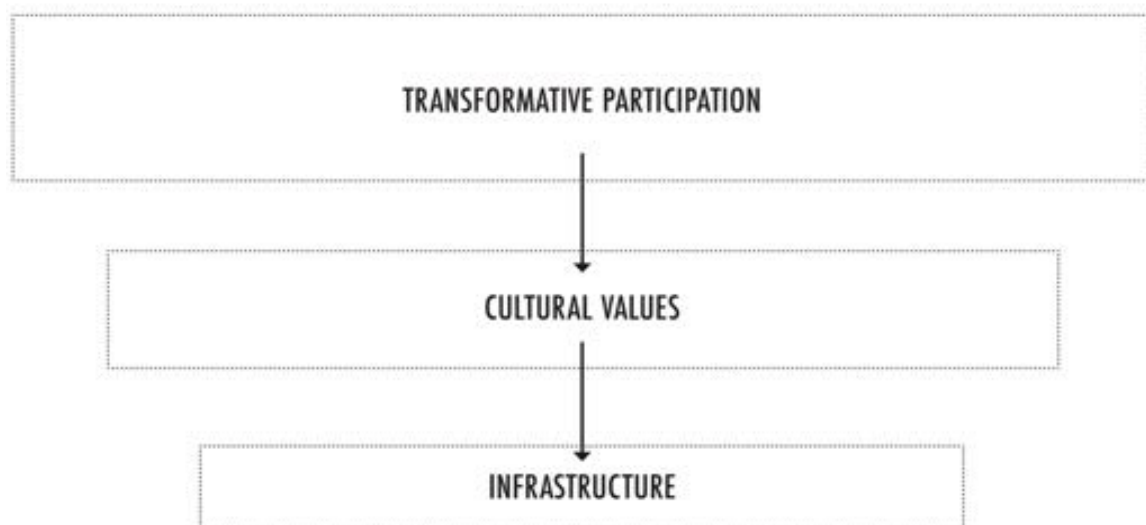 TRANSFORMATIVE PARTICIPATION
CULTURAL VALUES
INFRASTRUCTURE